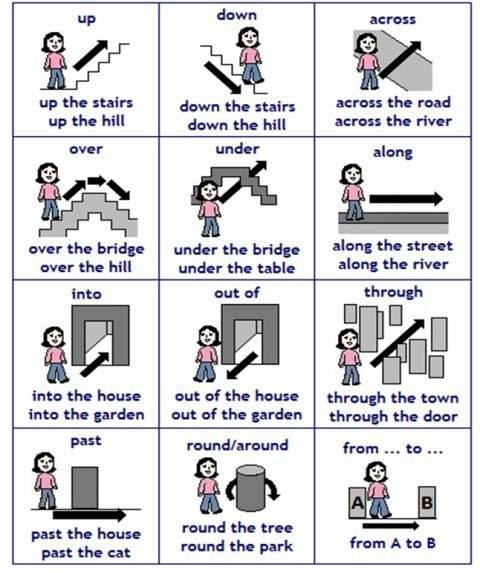 up
up the stairs
up the hill
down
down the stairs
down the hill
across
across the road
across the river
over
over the bridge
over the hill
under
under the bridge
under the table
along
along the street
along the river
into
into the house
into the garden
out of
out of the house
out of the garden
through
through the town
through the door
past
past the house
past the cat
round/around
round the tree
round the park
from ... to ...
A B
from A to B